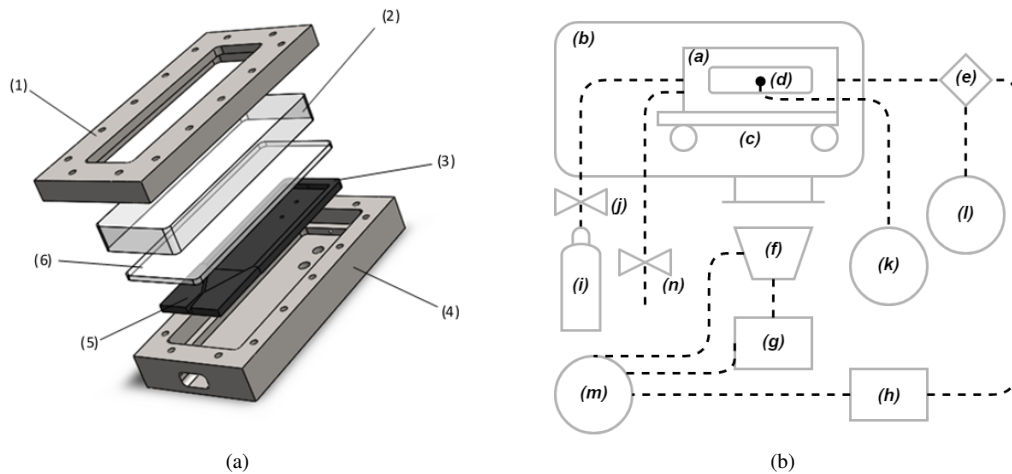 (1)
(2)
(3)
(4)
(5)
(6)
(a)
(b)
(a)
(d)
(c)
(e)
(j)
(i)
(n)
(f)
(k)
(l)
(g)
(m)
(h)
(b)